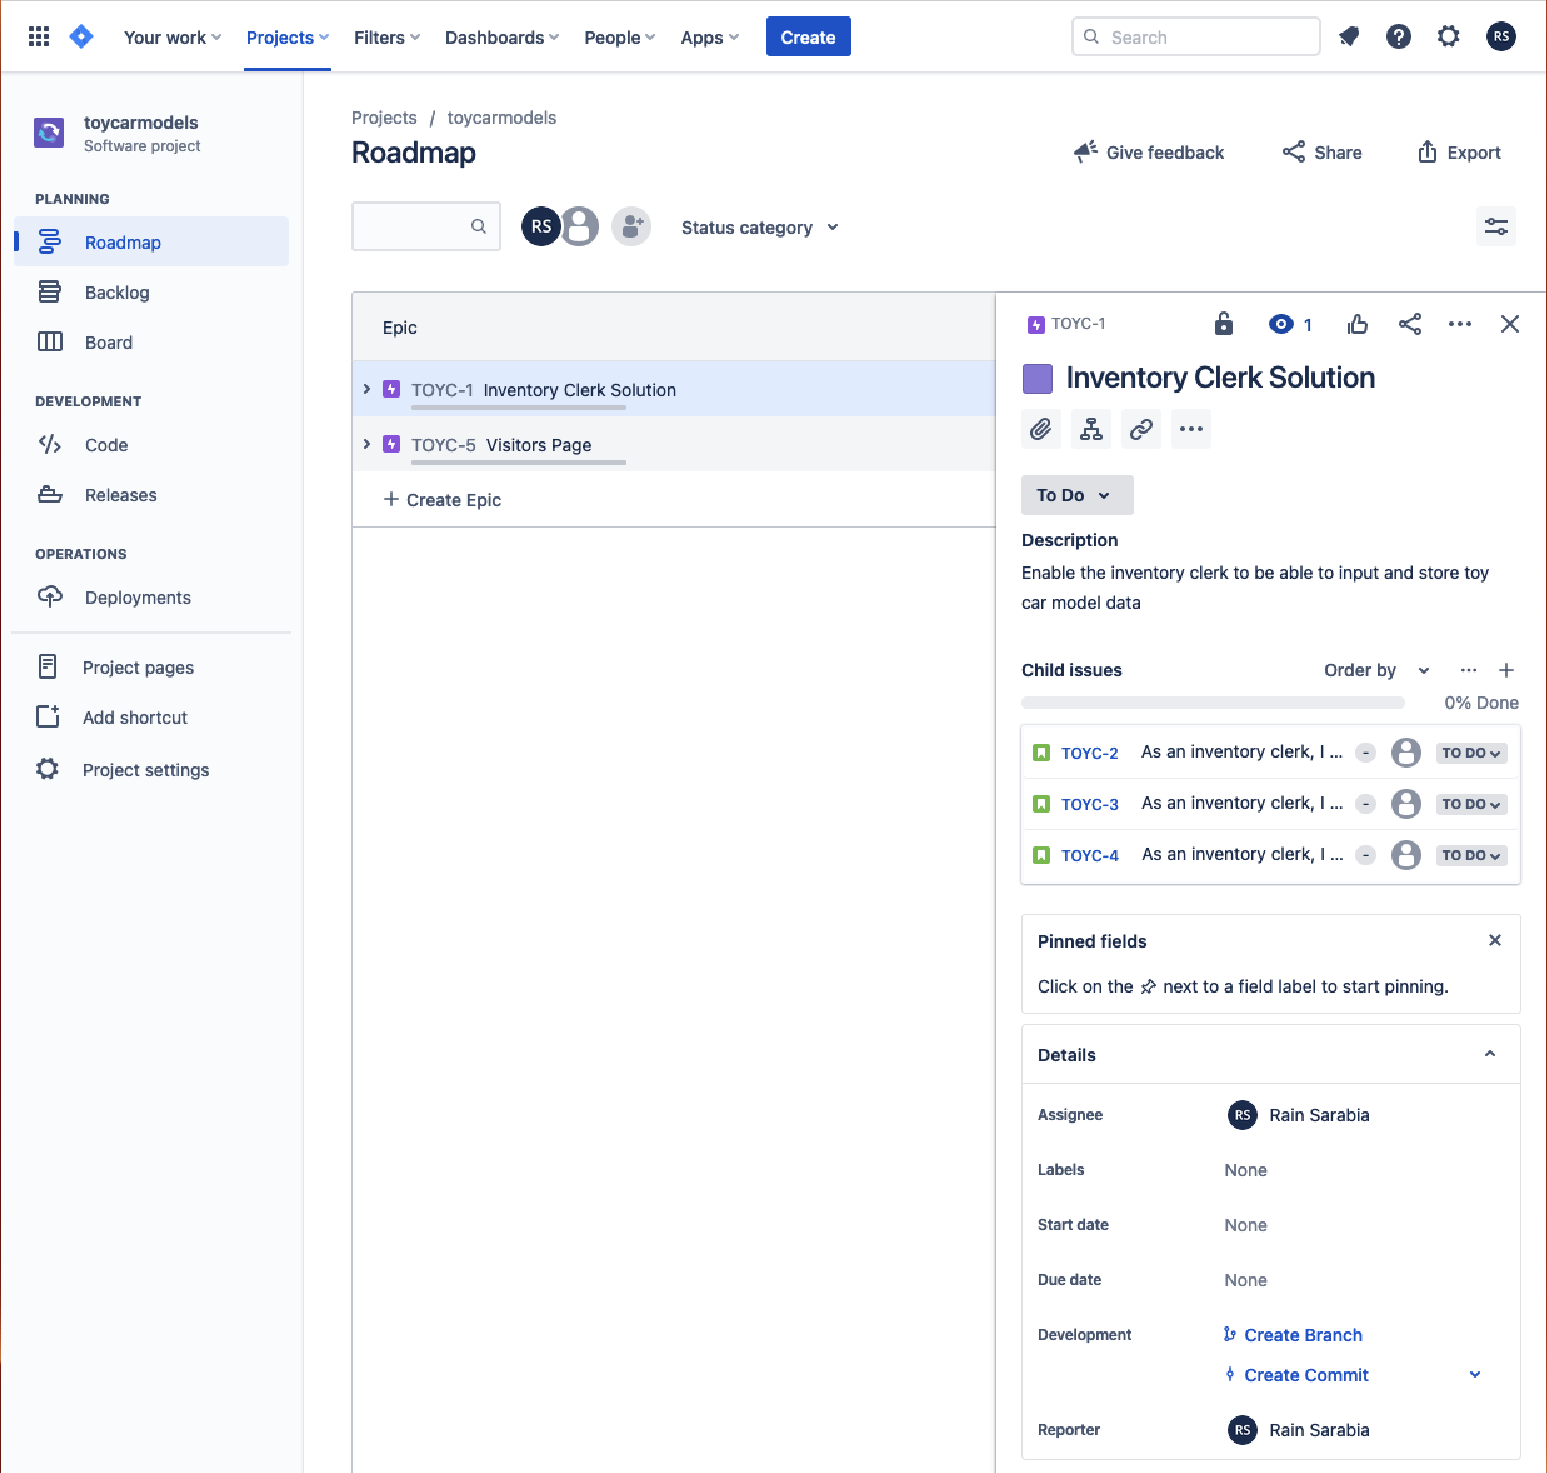 Your work
Projects
Filters
Dashboards
People
Apps
Create
Search
RS
toycarmodels
Software project
PLANNING
Roadmap
Backlog
Board
DEVELOPMENT
Code
Releases
OPERATIONS
Deployments
Project pages
Add shortcut
Project settings
Projects / toycarmodels
Roadmap
Give feedback
Share
Export
RS
Status category
Epic
TOYC-1 Inventory Clerk Solution
TOYC-5 Visitors Page
+ Create Epic
TOYC-1
1
Inventory Clerk Solution
To Do
Description
Enable the inventory clerk to be able to input and store toy
car model data
Child issues
Order by
0% Done
TOYC-2 As an inventory clerk, I ... - TO DO
TOYC-3 As an inventory clerk, I ... - TO DO
TOYC-4 As an inventory clerk, I ... - TO DO
Pinned fields
Click on the next to a field label to start pinning.
Details
Assignee RS Rain Sarabia
Labels None
Start date None
Due date None
Development Create Branch
Create Commit
Reporter RS Rain Sarabia